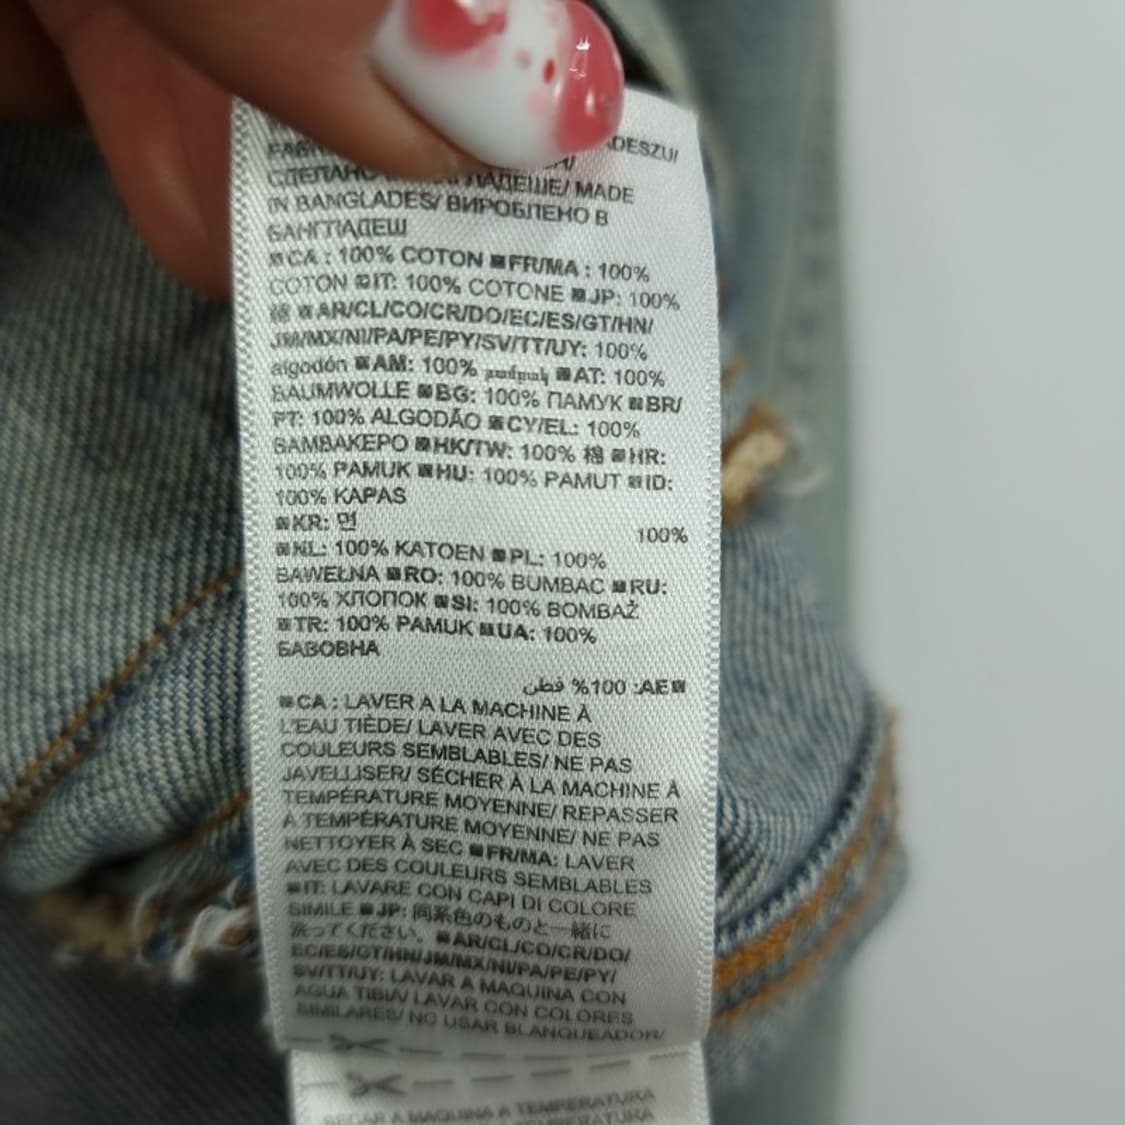 ADESZU/
MADE
IN BANGLADES/ ВИРОБЛЕНО В
БАНГЛАДЕШ
CA : 100% COTON ■FR/MA : 100%
COTON ■IT: 100% COTONE ■JP: 100%
綿 ■AR/CL/CO/CR/DO/EC/ES/GT/HN/
JM/MX/NI/PA/PE/PY/SV/TT/UY: 100%
algodón ■AM: 100% բամբակ ■AT: 100%
BAUMWOLLE ■BG: 100% ПАМУК ■BR/
PT: 100% ALGODÃO ■CY/EL: 100%
ΒΑΜΒΑΚΕΡΟ ■HK/TW: 100% 棉 ■HR:
100% PAMUK ■HU: 100% PAMUT ■ID:
100% KAPAS
■KR: 면 100%
■NL: 100% KATOEN ■PL: 100%
BAWEŁNA ■RO: 100% BUMBAC ■RU:
100% ХЛОПОК ■SI: 100% BOMBAŽ
■TR: 100% PAMUK ■UA: 100%
БАВОВНА
■AE: 100% قطن
■CA : LAVER A LA MACHINE À
L'EAU TIÈDE/ LAVER AVEC DES
COULEURS SEMBLABLES/ NE PAS
JAVELLISER/ SÉCHER À LA MACHINE À
TEMPÉRATURE MOYENNE/ REPASSER
À TEMPÉRATURE MOYENNE/ NE PAS
NETTOYER À SEC ■FR/MA: LAVER
AVEC DES COULEURS SEMBLABLES
■IT: LAVARE CON CAPI DI COLORE
SIMILE ■JP: 同系色のものと一緒に
洗ってください。 ■AR/CL/CO/CR/DO/
EC/ES/GT/HN/JM/MX/NI/PA/PE/PY/
SV/TT/UY: LAVAR A MAQUINA CON
AGUA TIBIA/ LAVAR CON COLORES
SIMILARES/ NO USAR BLANQUEADOR/
SECAR A MAQUINA A TEMPERATURA